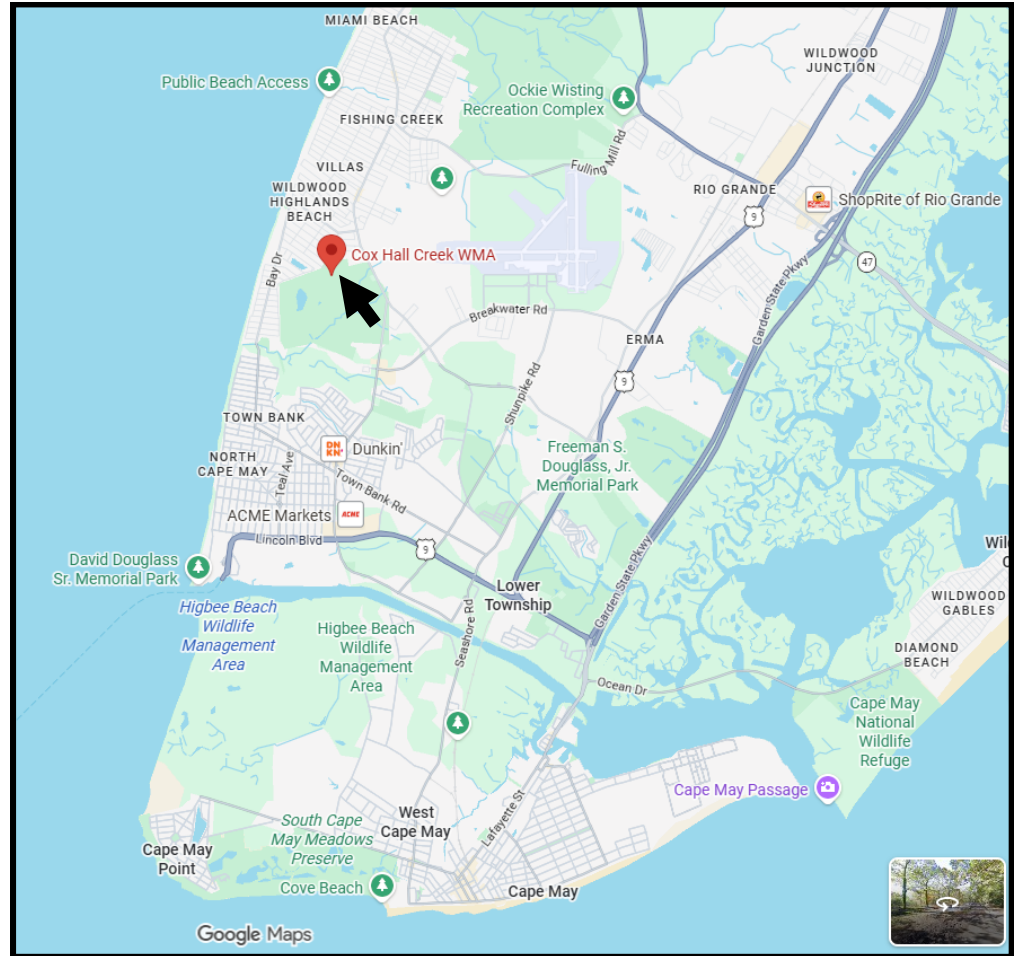 MIAMI BEACH
Public Beach Access
FISHING CREEK
Ockie Wisting
Recreation Complex
WILDWOOD
JUNCTION
Fulling Mill Rd
VILLAS
WILDWOOD
HIGHLANDS
BEACH
RIO GRANDE
ShopRite of Rio Grande
9
47
Cox Hall Creek WMA
Bay Dr
Garden State Pkwy
Breakwater Rd
ERMA
9
Shunpike Rd
TOWN BANK
DN
KN'
Dunkin'
NORTH
CAPE MAY
Teal Ave
Town Bank Rd
Freeman S.
Douglass, Jr.
Memorial Park
ACME Markets
ACME
Lincoln Blvd
9
David Douglass
Sr. Memorial Park
Lower
Township
Garden State Pkwy
Wil
WILDWOOD
GABLES
Higbee Beach
Wildlife
Management
Area
Higbee Beach
Wildlife
Management
Area
Seashore Rd
DIAMOND
BEACH
Ocean Dr
Cape May
National
Wildlife
Refuge
Cape May Passage
Lafayette St
West
Cape May
South Cape
May Meadows
Preserve
Cape May
Point
Cove Beach
Cape May
Google Maps